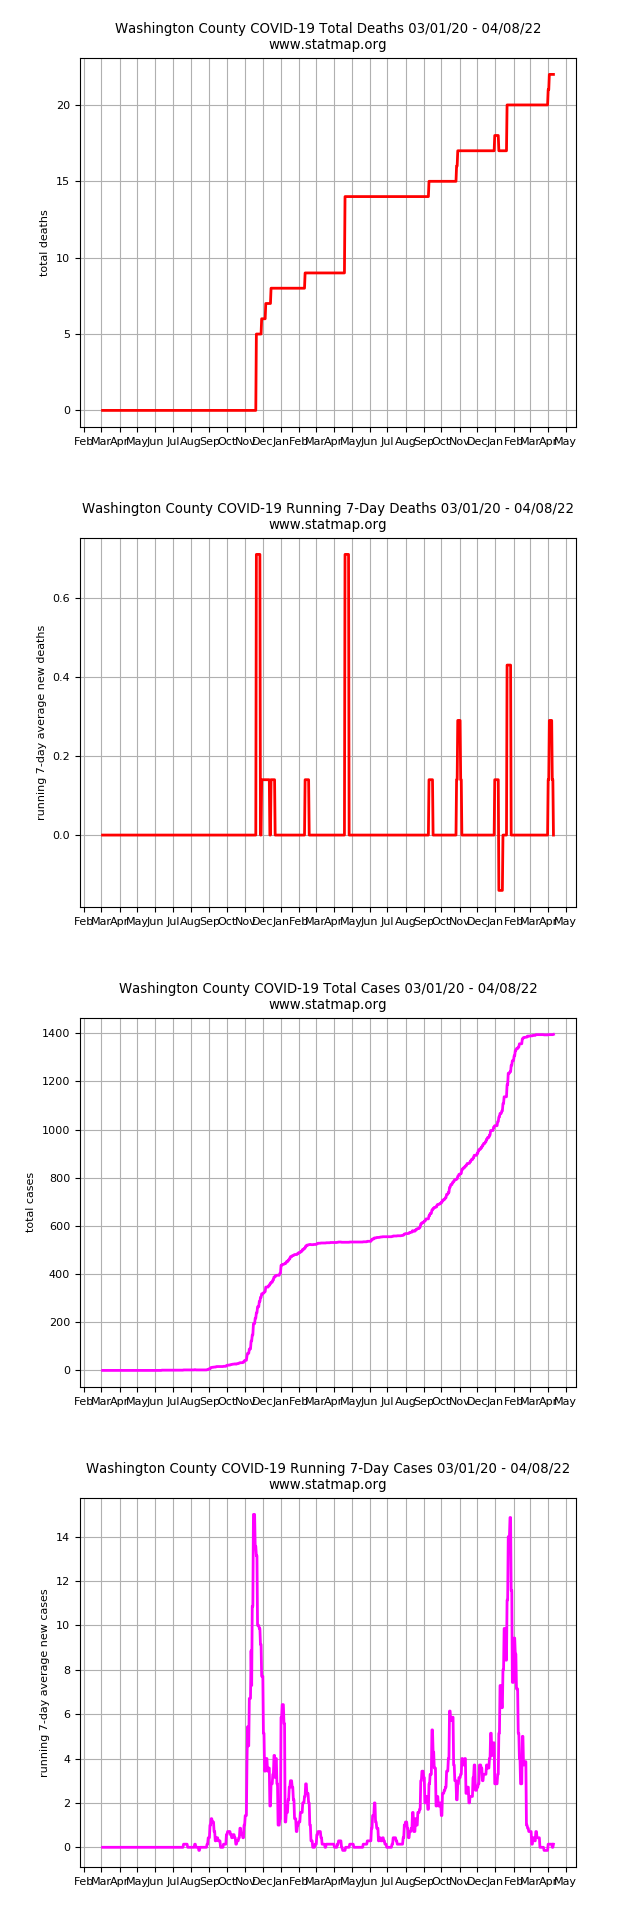 Washington County COVID-19 Total Deaths 03/01/20 - 04/08/22
www.statmap.org
20
15
10
5
0
total deaths
Feb Mar Apr May Jun Jul Aug Sep Oct Nov Dec Jan Feb Mar Apr May Jun Jul Aug Sep Oct Nov Dec Jan Feb Mar Apr May
Washington County COVID-19 Running 7-Day Deaths 03/01/20 - 04/08/22
www.statmap.org
0.6
0.4
0.2
0.0
running 7-day average new deaths
Feb Mar Apr May Jun Jul Aug Sep Oct Nov Dec Jan Feb Mar Apr May Jun Jul Aug Sep Oct Nov Dec Jan Feb Mar Apr May
Washington County COVID-19 Total Cases 03/01/20 - 04/08/22
www.statmap.org
1400
1200
1000
800
600
400
200
0
total cases
Feb Mar Apr May Jun Jul Aug Sep Oct Nov Dec Jan Feb Mar Apr May Jun Jul Aug Sep Oct Nov Dec Jan Feb Mar Apr May
Washington County COVID-19 Running 7-Day Cases 03/01/20 - 04/08/22
www.statmap.org
14
12
10
8
6
4
2
0
running 7-day average new cases
Feb Mar Apr May Jun Jul Aug Sep Oct Nov Dec Jan Feb Mar Apr May Jun Jul Aug Sep Oct Nov Dec Jan Feb Mar Apr May